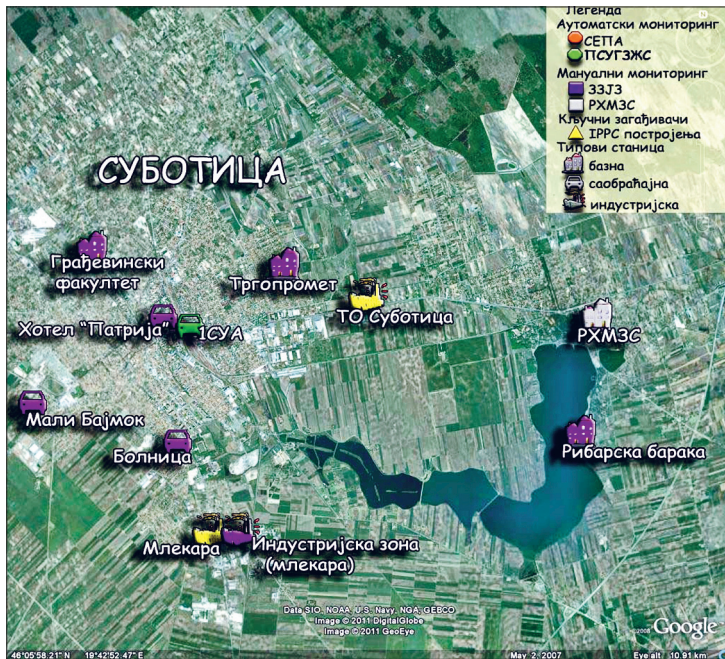 Легенда
Аутоматски мониторинг
СЕПА
ПСУГЗЖС
Мануални мониторинг
ЗЗЈЗ
РХМЗС
Кључни загађивачи
IPPC постројења
Типови станица
базна
саобраћајна
индустријска
СУБОТИЦА
Грађевински
факултет
Тргопромет
ТО Суботица
Хотел "Патрија"
1СУА
РХМЗС
Мали Бајмок
Болница
Рибарска барака
Млекара
Индустријска зона
(млекара)
Data SIO, NOAA, U.S. Navy, NGA, GEBCO
Image © 2011 DigitalGlobe
Image © 2011 GeoEye
©2009 Google
46°05'58.21" N 19°42'52.47" E
May 2, 2007
Eye alt 10.91 km